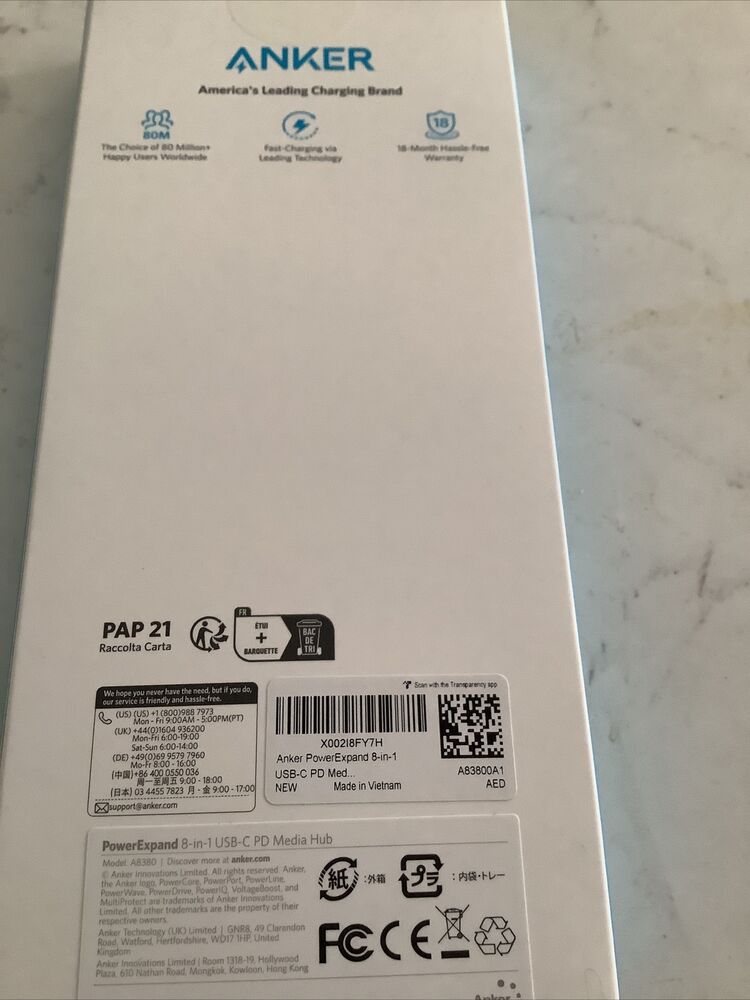 ANKER
America's Leading Charging Brand
80M
The Choice of 80 Million+
Happy Users Worldwide
Fast-Charging via
Leading Technology
18
18-Month Hassle-Free
Warranty
PAP 21
Raccolta Carta
FR
ÉTUI
+
BARQUETTE
BAC
DE
TRI
We hope you never have the need, but if you do,
our service is friendly and hassle-free.
(US) (US) +1 (800)988 7973
Mon - Fri 9:00AM - 5:00PM(PT)
(UK) +44(0)1604 936200
Mon-Fri 6:00-19:00
Sat-Sun 6:00-14:00
(DE) +49(0)69 9579 7960
Mo-Fr 8:00 - 16:00
(中国)+86 400 0550 036
周一至周五 9:00 - 18:00
(日本) 03 4455 7823 月 - 金 9:00 - 17:00
support@anker.com
Scan with the Transparency app
X002I8FY7H
Anker PowerExpand 8-in-1
USB-C PD Med...
NEW Made in Vietnam
A83800A1
AED
PowerExpand 8-in-1 USB-C PD Media Hub
Model: A8380 | Discover more at anker.com
© Anker Innovations Limited. All rights reserved. Anker,
the Anker logo, PowerCore, PowerPort, PowerLine,
PowerWave, PowerDrive, PowerIQ, VoltageBoost, and
MultiProtect are trademarks of Anker Innovations
Limited. All other trademarks are the property of their
respective owners.
Anker Technology (UK) Limited | GNR8, 49 Clarendon
Road, Watford, Hertfordshire, WD17 1HP, United
Kingdom
Anker Innovations Limited | Room 1318-19, Hollywood
Plaza, 610 Nathan Road, Mongkok, Kowloon, Hong Kong
紙 : 外箱
プラ : 内袋・トレー
FC CE
Anker